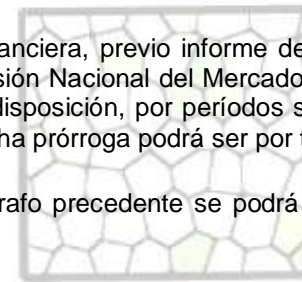 anciera, previo informe de
sión Nacional del Mercado
disposición, por períodos s
ha prórroga podrá ser por t
rafo precedente se podrá